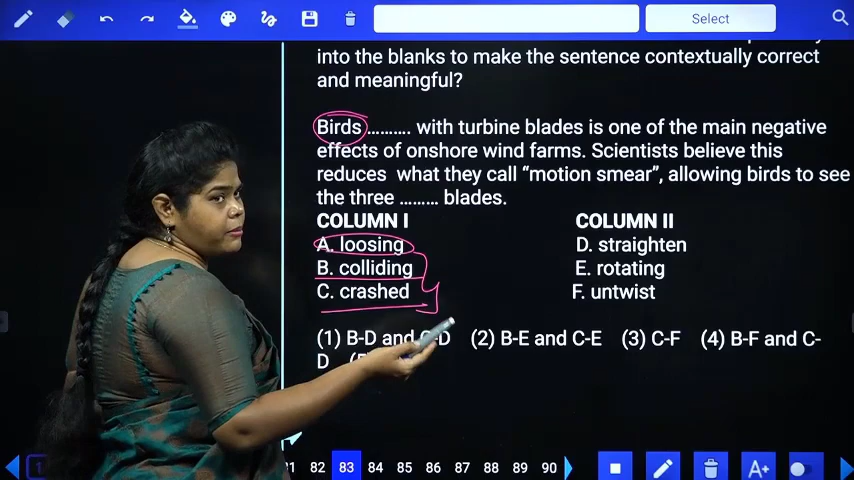 Select
into the blanks to make the sentence contextually correct
and meaningful?
Birds .......... with turbine blades is one of the main negative
effects of onshore wind farms. Scientists believe this
reduces what they call “motion smear”, allowing birds to see
the three ........ blades.
COLUMN I COLUMN II
A. loosing D. straighten
B. colliding E. rotating
C. crashed F. untwist
(1) B-D and C-D (2) B-E and C-E (3) C-F (4) B-F and C-
D
82 83 84 85 86 87 88 89 90
A+